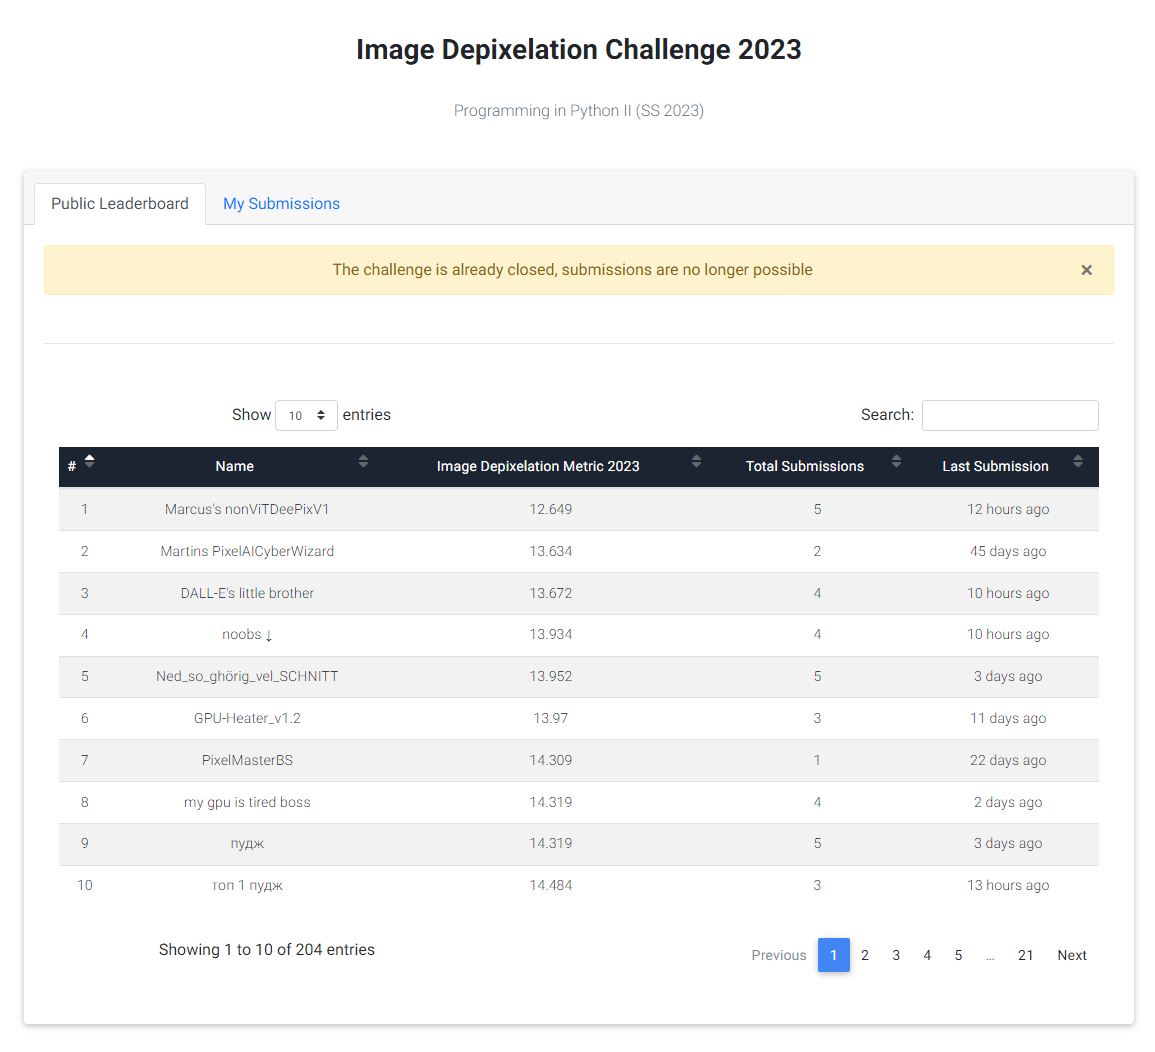 Image Depixelation Challenge 2023
Programming in Python II (SS 2023)
Public Leaderboard My Submissions
The challenge is already closed, submissions are no longer possible ×
Show 10 entries Search:
# Name Image Depixelation Metric 2023 Total Submissions Last Submission
1 Marcus's nonViTDeePixV1 12.649 5 12 hours ago
2 Martins PixelAICyberWizard 13.634 2 45 days ago
3 DALL-E's little brother 13.672 4 10 hours ago
4 noobs ↓ 13.934 4 10 hours ago
5 Ned_so_ghörig_vel_SCHNITT 13.952 5 3 days ago
6 GPU-Heater_v1.2 13.97 3 11 days ago
7 PixelMasterBS 14.309 1 22 days ago
8 my gpu is tired boss 14.319 4 2 days ago
9 пудж 14.319 5 3 days ago
10 топ 1 пудж 14.484 3 13 hours ago
Showing 1 to 10 of 204 entries Previous 1 2 3 4 5 … 21 Next